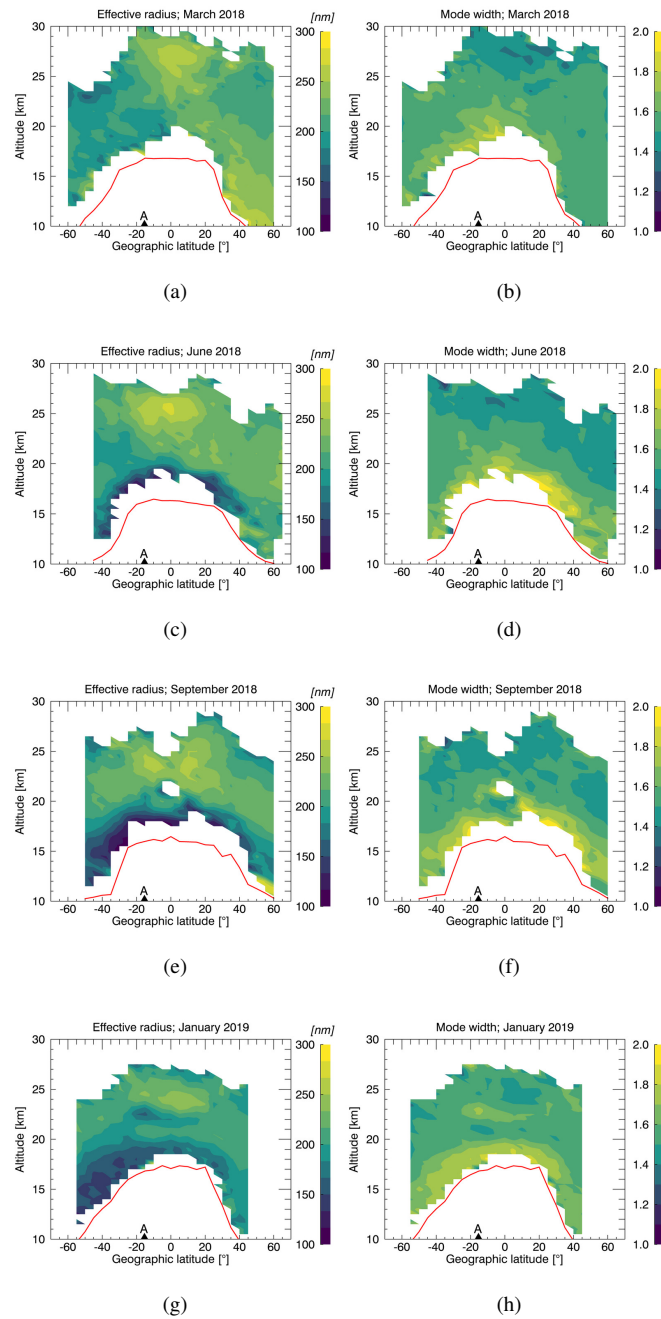 Effective radius; March 2018 [nm] Mode width; March 2018
30 300 30 2.0
25 250 25 1.8
20 200 20 1.6
15 150 15 1.4
1.2
10 100 10 1.0
Altitude [km] Altitude [km]
A A
-60 -40 -20 0 20 40 60 -60 -40 -20 0 20 40 60
Geographic latitude [°] Geographic latitude [°]
(a) (b)
Effective radius; June 2018 [nm] Mode width; June 2018
30 300 30 2.0
25 250 25 1.8
20 200 20 1.6
15 150 15 1.4
1.2
10 100 10 1.0
Altitude [km] Altitude [km]
A A
-60 -40 -20 0 20 40 60 -60 -40 -20 0 20 40 60
Geographic latitude [°] Geographic latitude [°]
(c) (d)
Effective radius; September 2018 [nm] Mode width; September 2018
30 300 30 2.0
25 250 25 1.8
20 200 20 1.6
15 150 15 1.4
1.2
10 100 10 1.0
Altitude [km] Altitude [km]
A A
-60 -40 -20 0 20 40 60 -60 -40 -20 0 20 40 60
Geographic latitude [°] Geographic latitude [°]
(e) (f)
Effective radius; January 2019 [nm] Mode width; January 2019
30 300 30 2.0
25 250 25 1.8
20 200 20 1.6
15 150 15 1.4
1.2
10 100 10 1.0
Altitude [km] Altitude [km]
A A
-60 -40 -20 0 20 40 60 -60 -40 -20 0 20 40 60
Geographic latitude [°] Geographic latitude [°]
(g) (h)